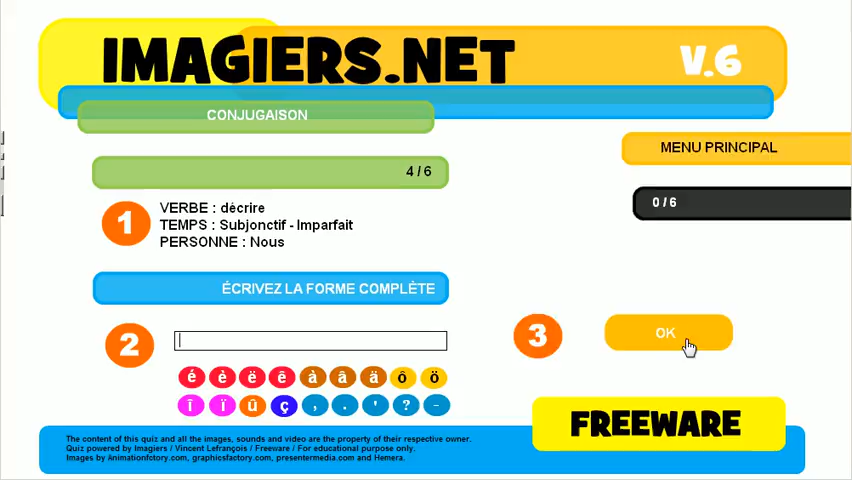 IMAGIERS.NET
V.6
CONJUGAISON
MENU PRINCIPAL
4 / 6
0 / 6
1
VERBE : décrire
TEMPS : Subjonctif - Imparfait
PERSONNE : Nous
ÉCRIVEZ LA FORME COMPLÈTE
2
3
OK
é è ë ê à â ä ô ö
î ï û ç , . ' ? -
FREEWARE
The content of this quiz and all the images, sounds and video are the property of their respective owner.
Quiz powered by Imagiers / Vincent Lefrançois / For educational purpose only.
Images by Animationfctory.com, graphicsfactory.com, presentermedia.com and Hemera.